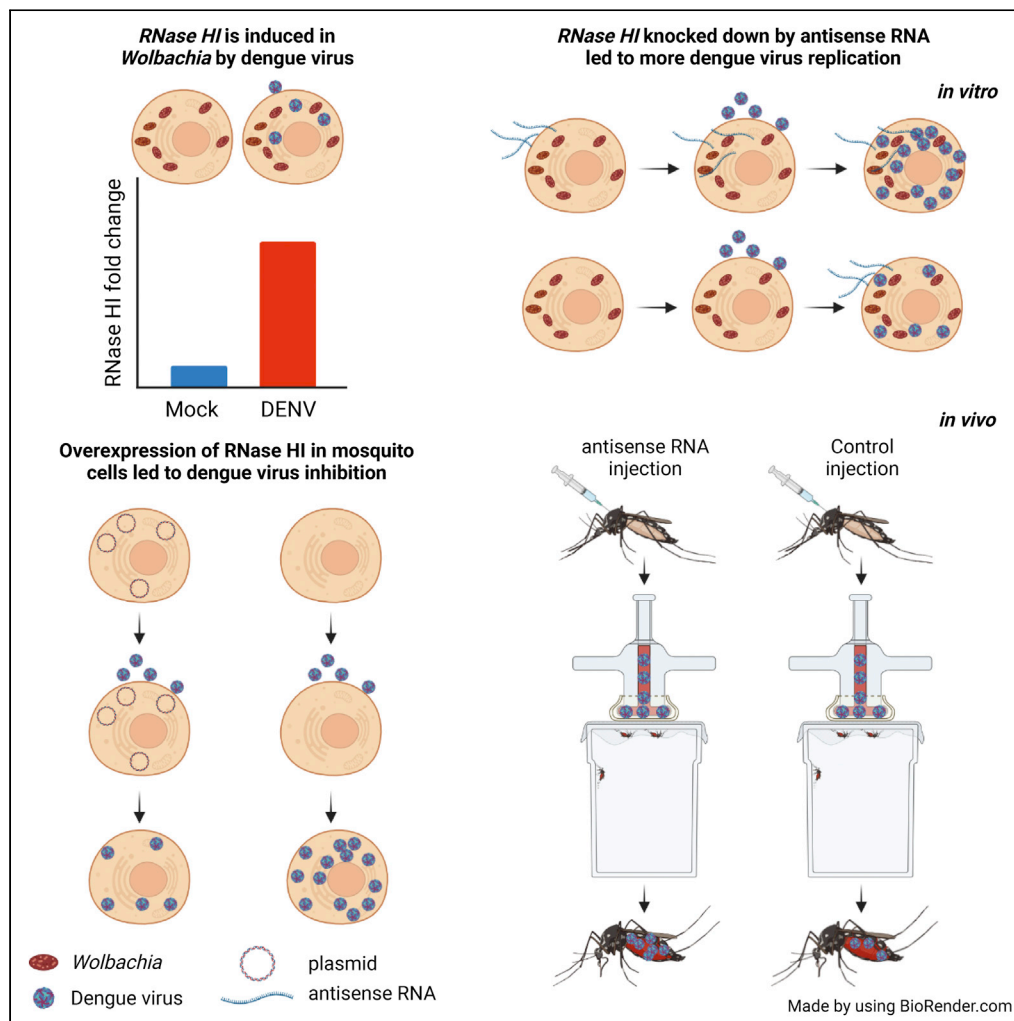 RNase HI is induced in
Wolbachia by dengue virus
RNase HI fold change
Mock
DENV
RNase HI knocked down by antisense RNA
led to more dengue virus replication
in vitro
Overexpression of RNase HI in mosquito
cells led to dengue virus inhibition
in vivo
antisense RNA
injection
Control
injection
Wolbachia
plasmid
Dengue virus
antisense RNA
Made by using BioRender.com